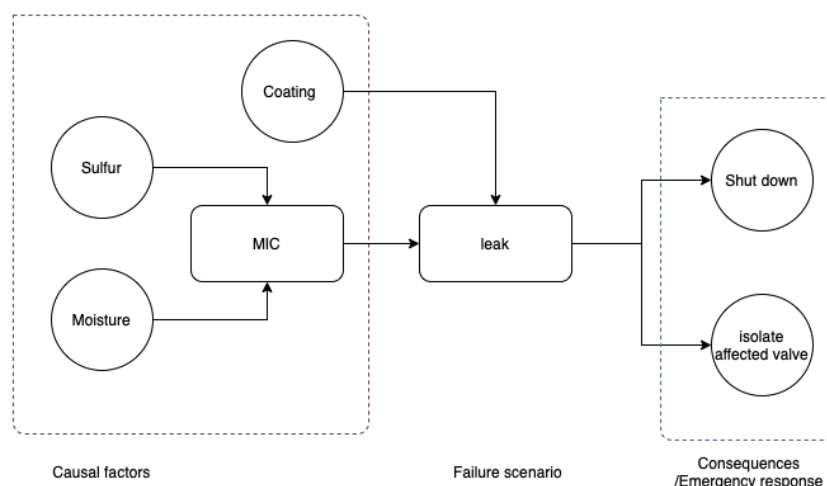 Coating
Sulfur
MIC
leak
Shut down
Moisture
isolate
affected valve
Causal factors
Failure scenario
Consequences
/Emergency response